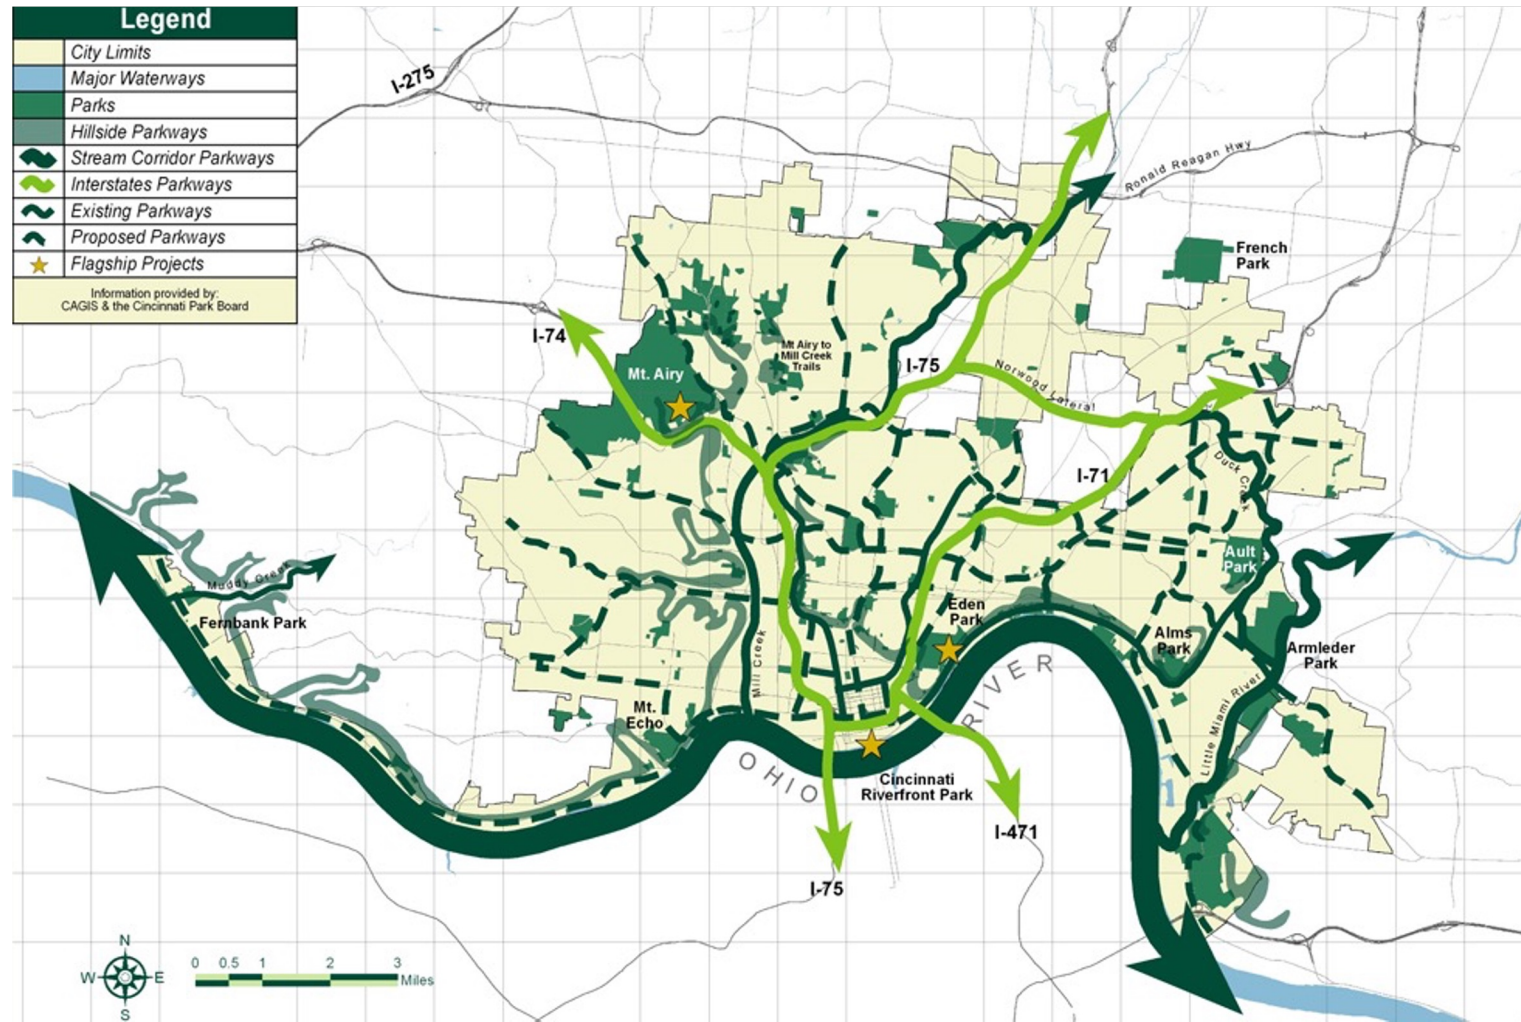 Legend
City Limits
Major Waterways
Parks
Hillside Parkways
Stream Corridor Parkways
Interstates Parkways
Existing Parkways
Proposed Parkways
Flagship Projects
Information provided by:
CAGIS & the Cincinnati Park Board
I-275
Ronald Reagan Hwy
French
Park
I-74
Mt Airy to
Mill Creek
Trails
I-75
Mt. Airy
Norwood Lateral
I-71
Duck Creek
Ault
Park
Muddy Creek
Fernbank Park
Eden
Park
Alms
Park
Armleder
Park
Mill Creek
Little Miami River
Mt.
Echo
OHIO
RIVER
Cincinnati
Riverfront Park
I-471
I-75
N
W
E
S
0 0.5 1 2 3
Miles